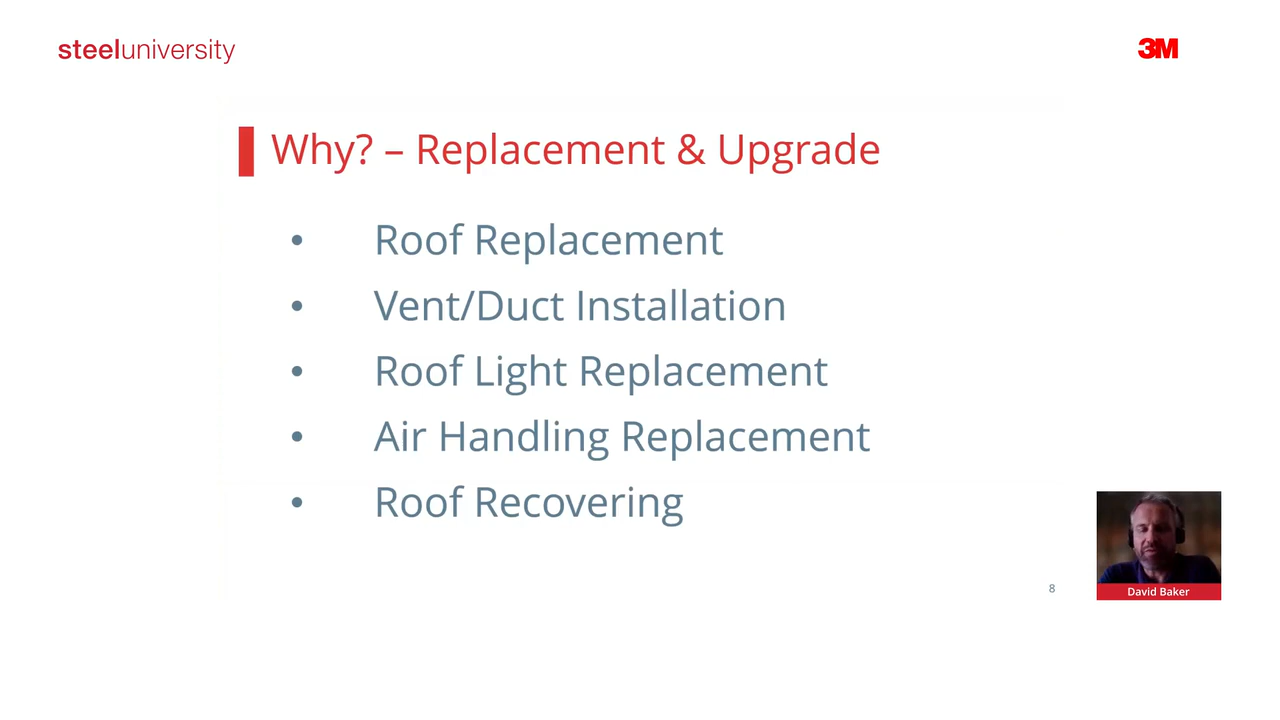 steeluniversity
3M
Why? – Replacement & Upgrade
• Roof Replacement
• Vent/Duct Installation
• Roof Light Replacement
• Air Handling Replacement
• Roof Recovering
8
David Baker